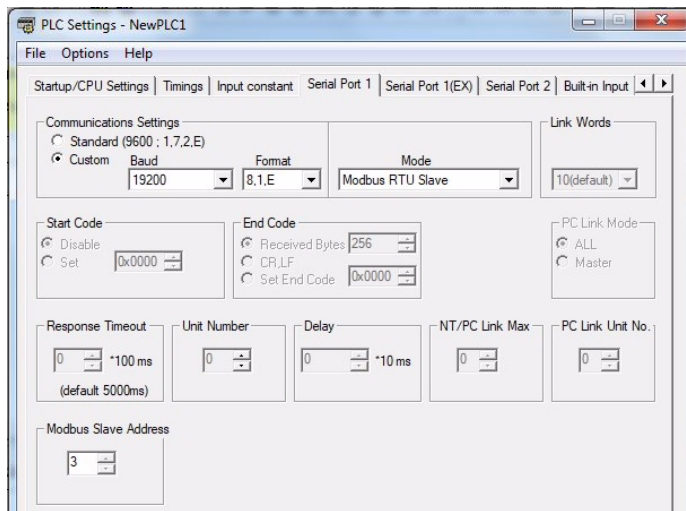 PLC Settings - NewPLC1
File Options Help
Startup/CPU Settings Timings Input constant Serial Port 1 Serial Port 1(EX) Serial Port 2 Built-in Input
Communications Settings
Link Words
Standard (9600 ; 1,7,2,E)
Custom Baud Format Mode
19200 8,1,E Modbus RTU Slave 10(default)
Start Code End Code PC Link Mode
Disable Received Bytes 256 ALL
Set 0x0000 CR,LF Master
Set End Code 0x0000
Response Timeout Unit Number Delay NT/PC Link Max PC Link Unit No.
0 *100 ms 0 0 *10 ms 0 0
(default 5000ms)
Modbus Slave Address
3